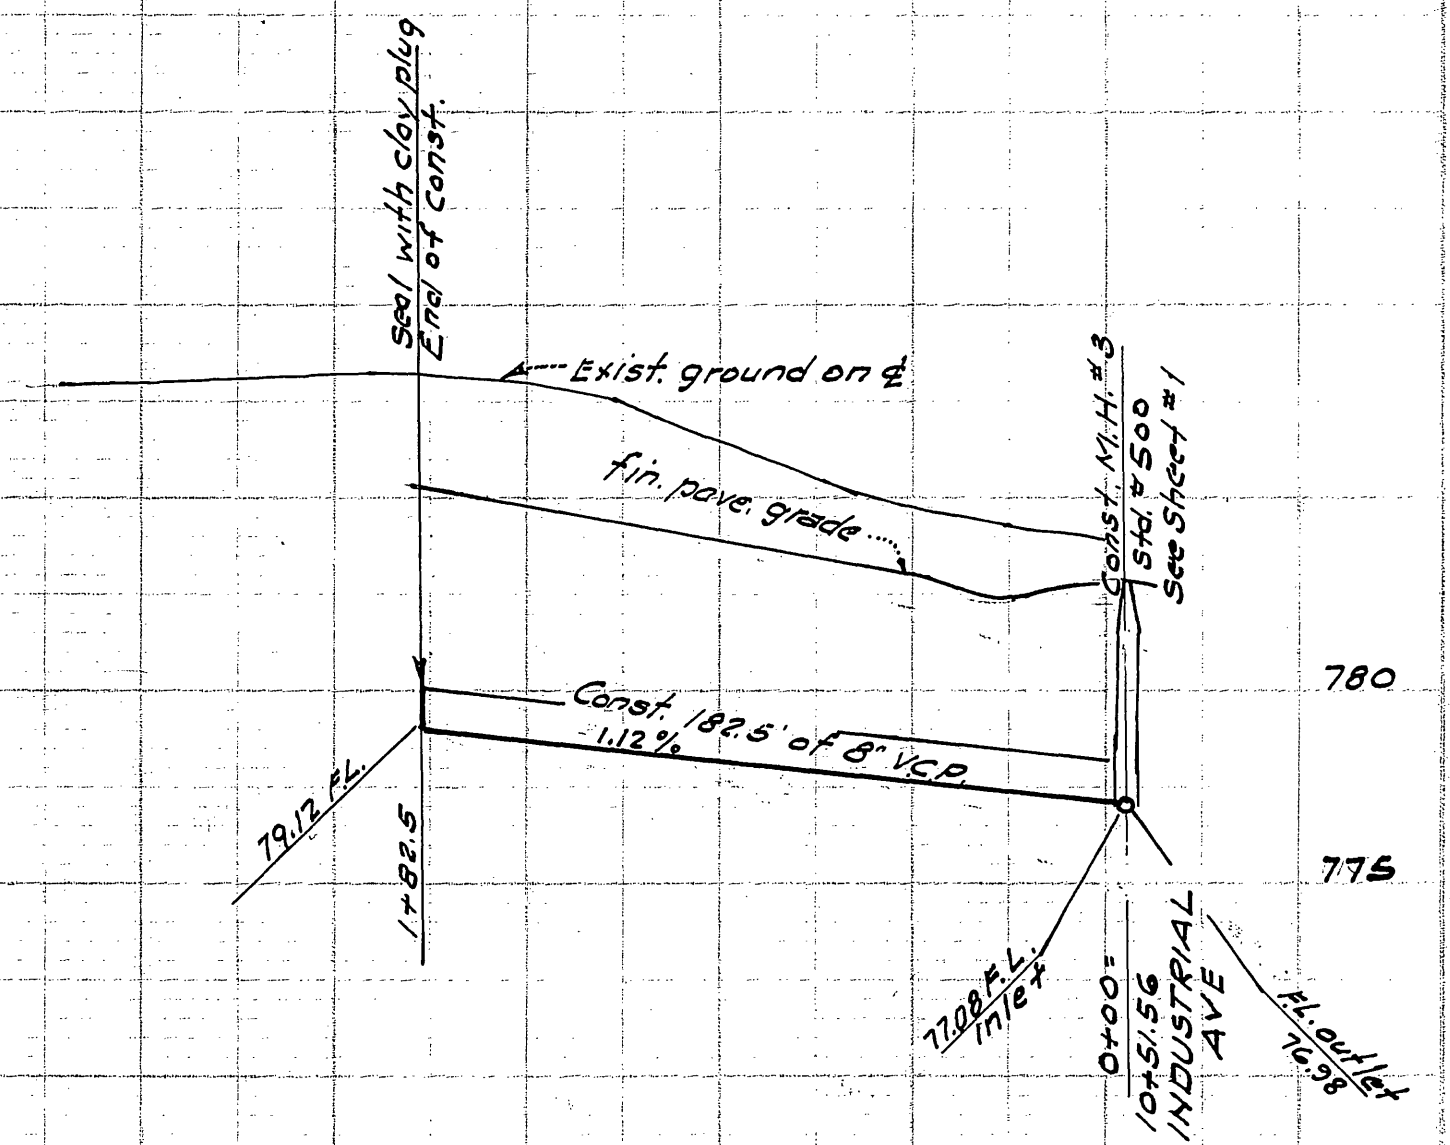 Seal with clay plug
End of Const.
Exist. ground on ℄
fin. pave. grade
Const. M.H. #3
Std. #500
See Sheet #1
780
Const. 182.5' of 8" V.C.P.
1.12%
79.12 F.L.
1+82.5
775
77.08 F.L.
Inlet
0+00=
10+51.56
INDUSTRIAL
AVE
F.L. outlet
76.98